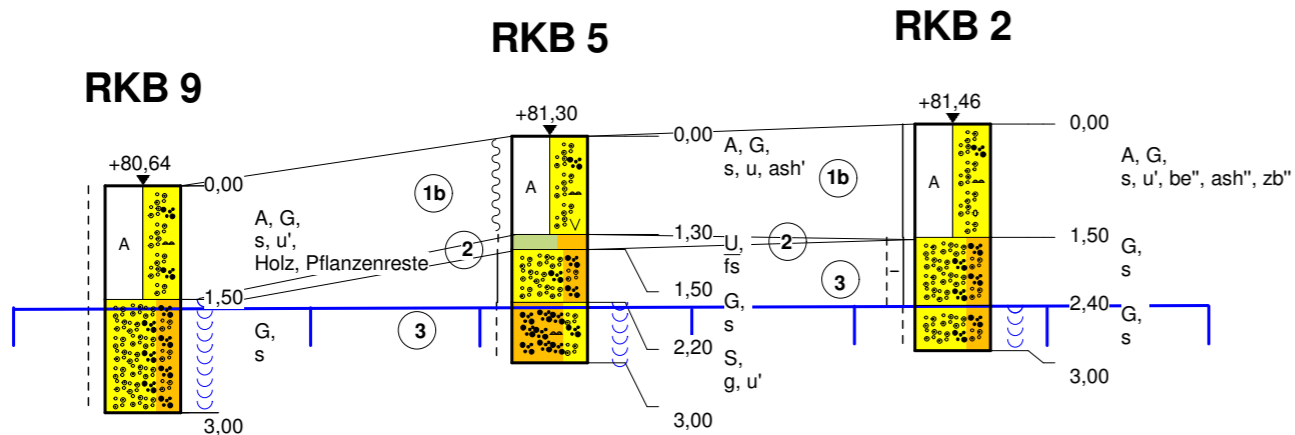 RKB 9
+80,64
A
0,00
A, G,
s, u',
Holz, Pflanzenreste
1,50
G,
s
3,00
1b
2
3
RKB 5
+81,30
A
0,00
A, G,
s, u, ash'
1,30
U,
fs
1,50
G,
s
2,20
S,
g, u'
3,00
1b
2
3
RKB 2
+81,46
A
0,00
A, G,
s, u', be'', ash'', zb''
1,50
G,
s
2,40
G,
s
3,00